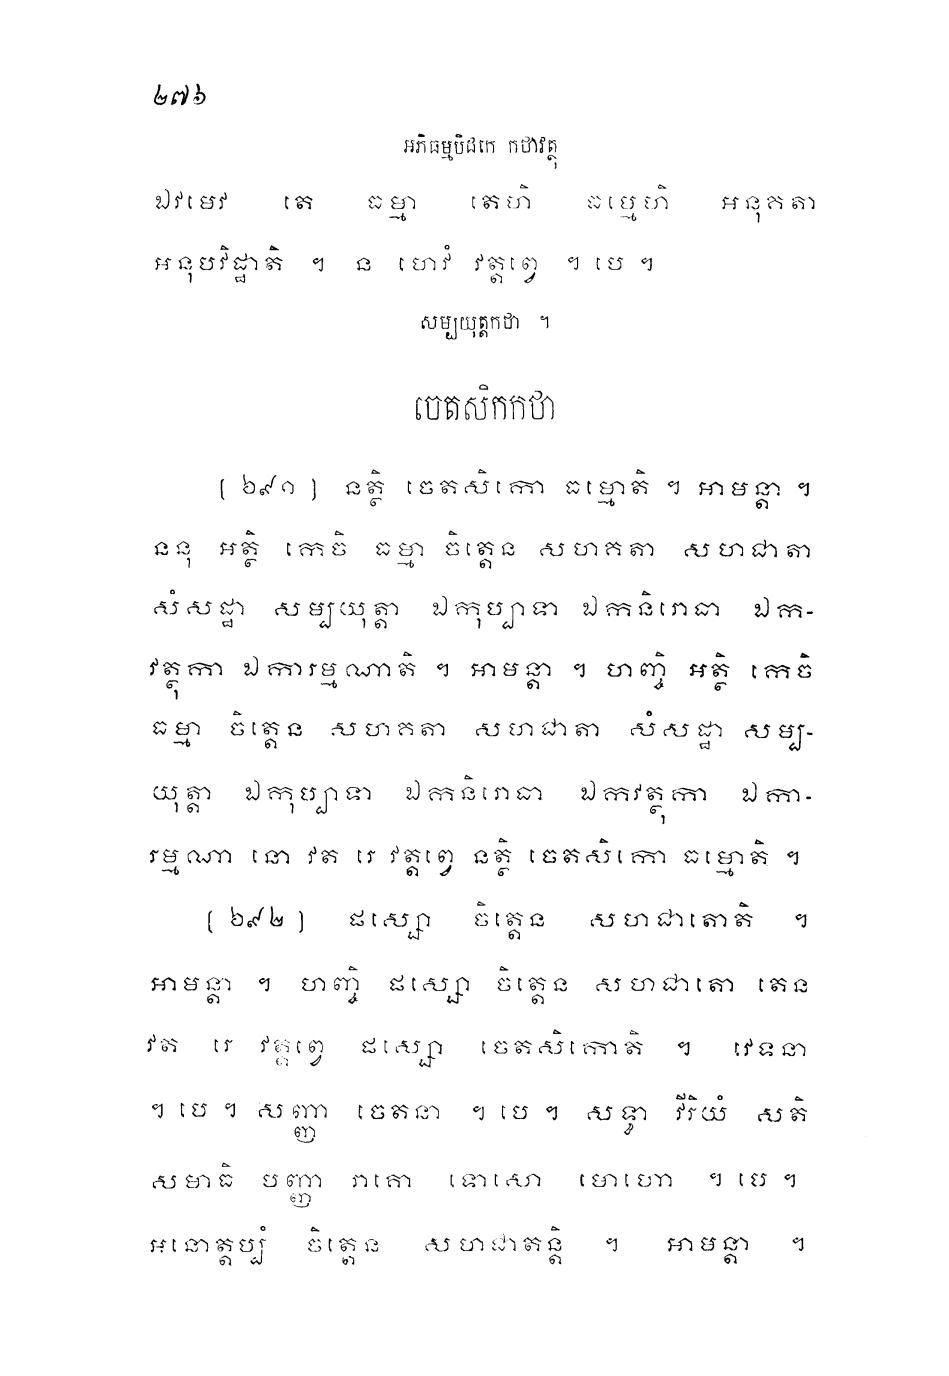 ២៧៦
អភិធម្មបិដកេ កថាវត្ថុ
ឯវមេវ តេ ធម្មា តេហិ ធម្មេហិ អនុគតា
អនុបវិដ្ឋាតិ ។ ន ហេវំ វត្តព្វេ ។ បេ ។
សម្បយុត្តកថា ។
ចេតសិកកថា
[ ៦៩១ ] នត្ថិ ចេតសិកោ ធម្មោតិ ។ អាមន្តា ។
ននុ អត្ថិ កេចិ ធម្មា ចិត្តេន សហគតា សហជាតា
សំសដ្ឋា សម្បយុត្តា ឯកុប្បាទា ឯកនិរោធា ឯក-
វត្ថុកា ឯការម្មណាតិ ។ អាមន្តា ។ ហញ្ចិ អត្ថិ កេចិ
ធម្មា ចិត្តេន សហគតា សហជាតា សំសដ្ឋា សម្ប-
យុត្តា ឯកុប្បាទា ឯកនិរោធា ឯកវត្ថុកា ឯកា-
រម្មណា នោ វត រេ វត្តព្វេ នត្ថិ ចេតសិកោ ធម្មោតិ ។
[ ៦៩២ ] ផស្សោ ចិត្តេន សហជាតោតិ ។
អាមន្តា ។ ហញ្ចិ ផស្សោ ចិត្តេន សហជាតោ តេន
វត រេ វត្តព្វេ ផស្សោ ចេតសិកោតិ ។ វេទនា
។ បេ ។ សញ្ញា ចេតនា ។ បេ ។ សទ្ធា វីរិយំ សតិ
សមាធិ បញ្ញា រាគោ ទោសោ មោហោ ។ បេ ។
អនោត្តប្បំ ចិត្តេន សហជាតន្តិ ។ អាមន្តា ។